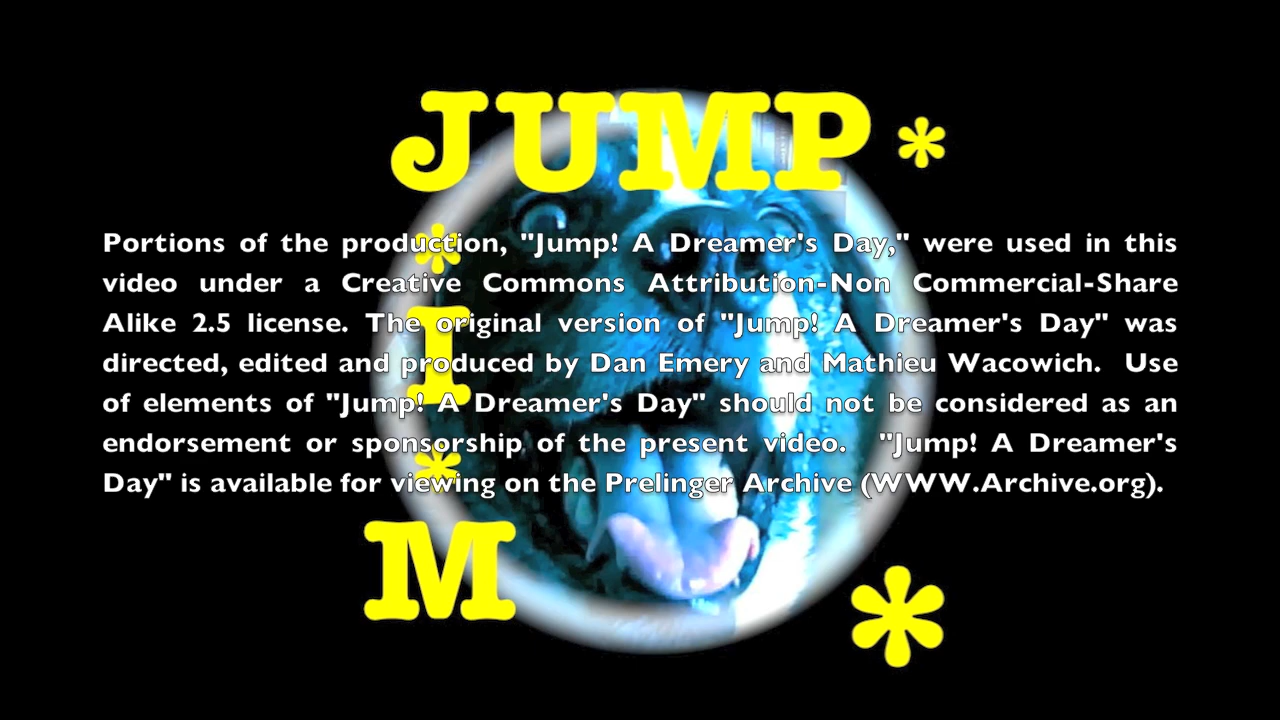 JUMP *
Portions of the production, "Jump! A Dreamer's Day," were used in this
video under a Creative Commons Attribution-Non Commercial-Share
Alike 2.5 license. The original version of "Jump! A Dreamer's Day" was
directed, edited and produced by Dan Emery and Mathieu Wacowich.  Use
of elements of "Jump! A Dreamer's Day" should not be considered as an
endorsement or sponsorship of the present video.  "Jump! A Dreamer's
Day" is available for viewing on the Prelinger Archive (WWW.Archive.org).
*
I
*
M
*